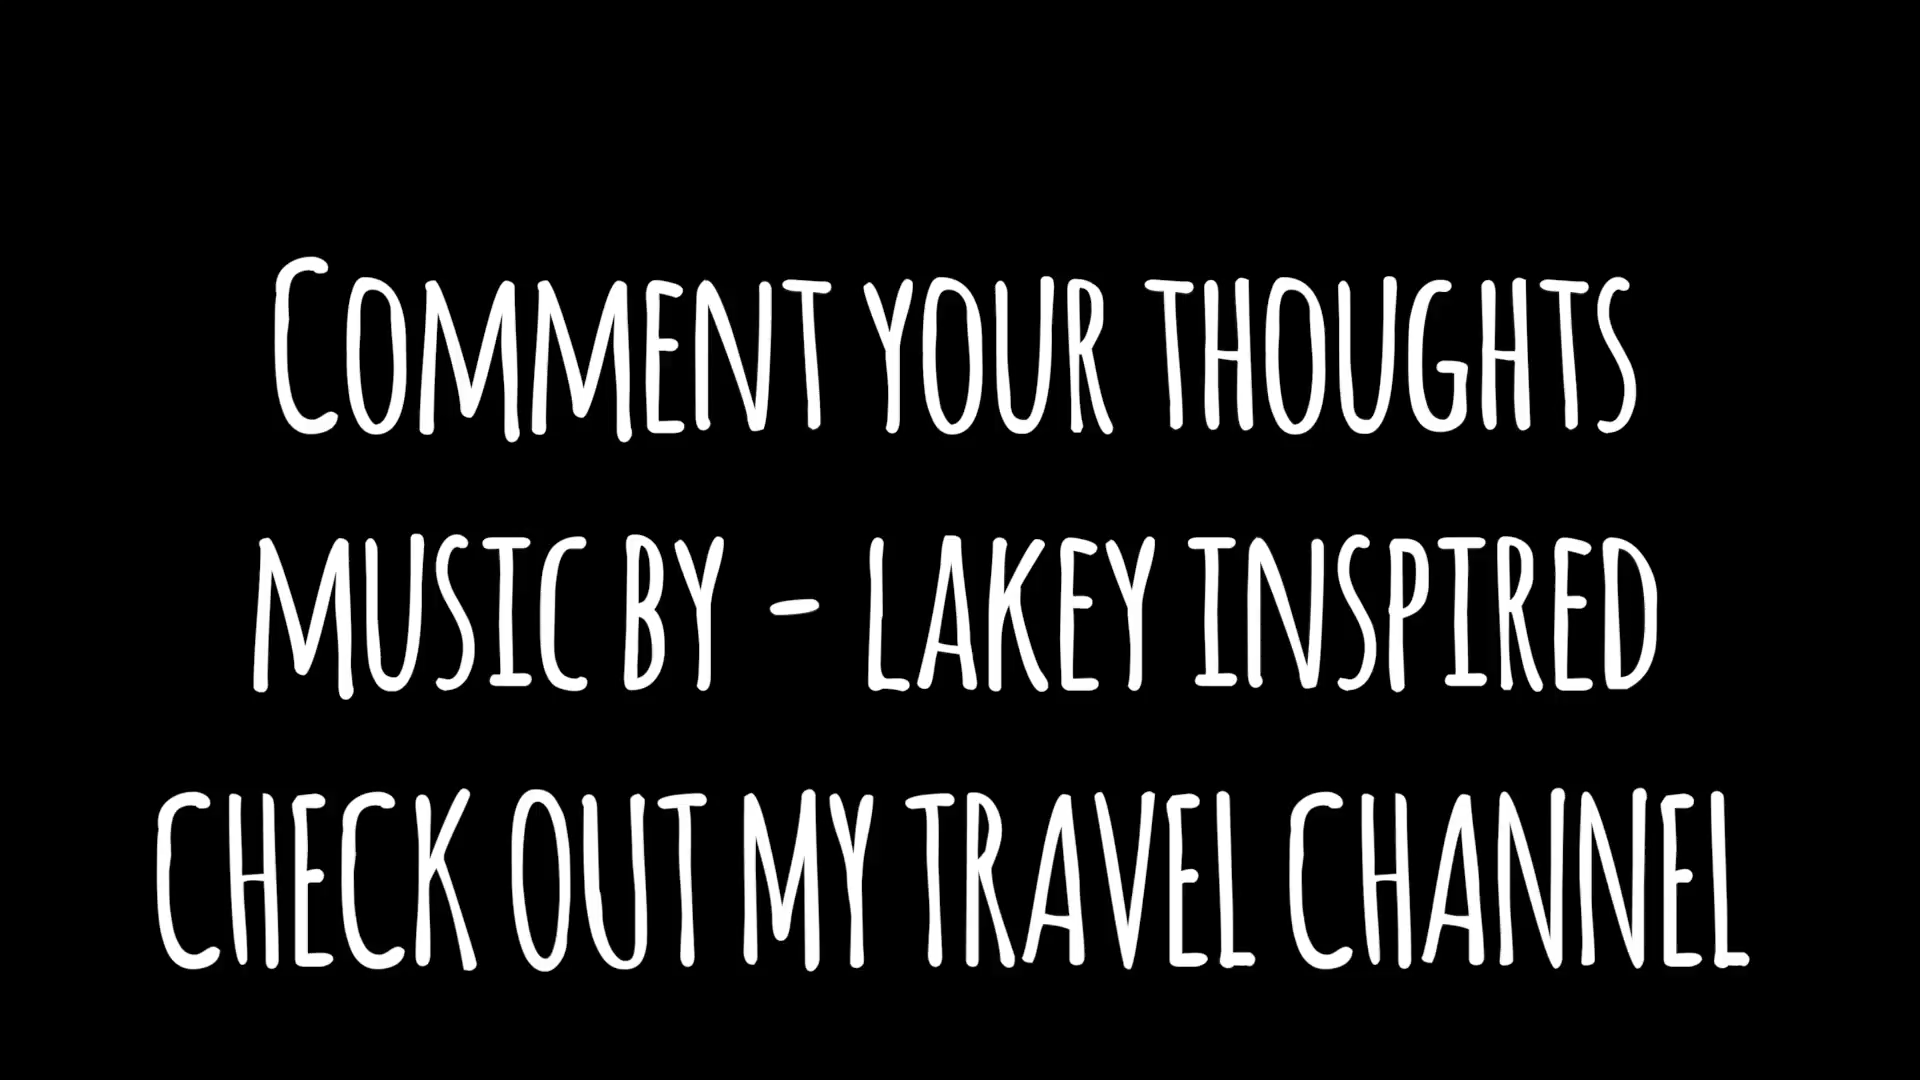 Comment your thoughts
music by - lakey inspired
CHECK OUT MY TRAVEL CHANNEL